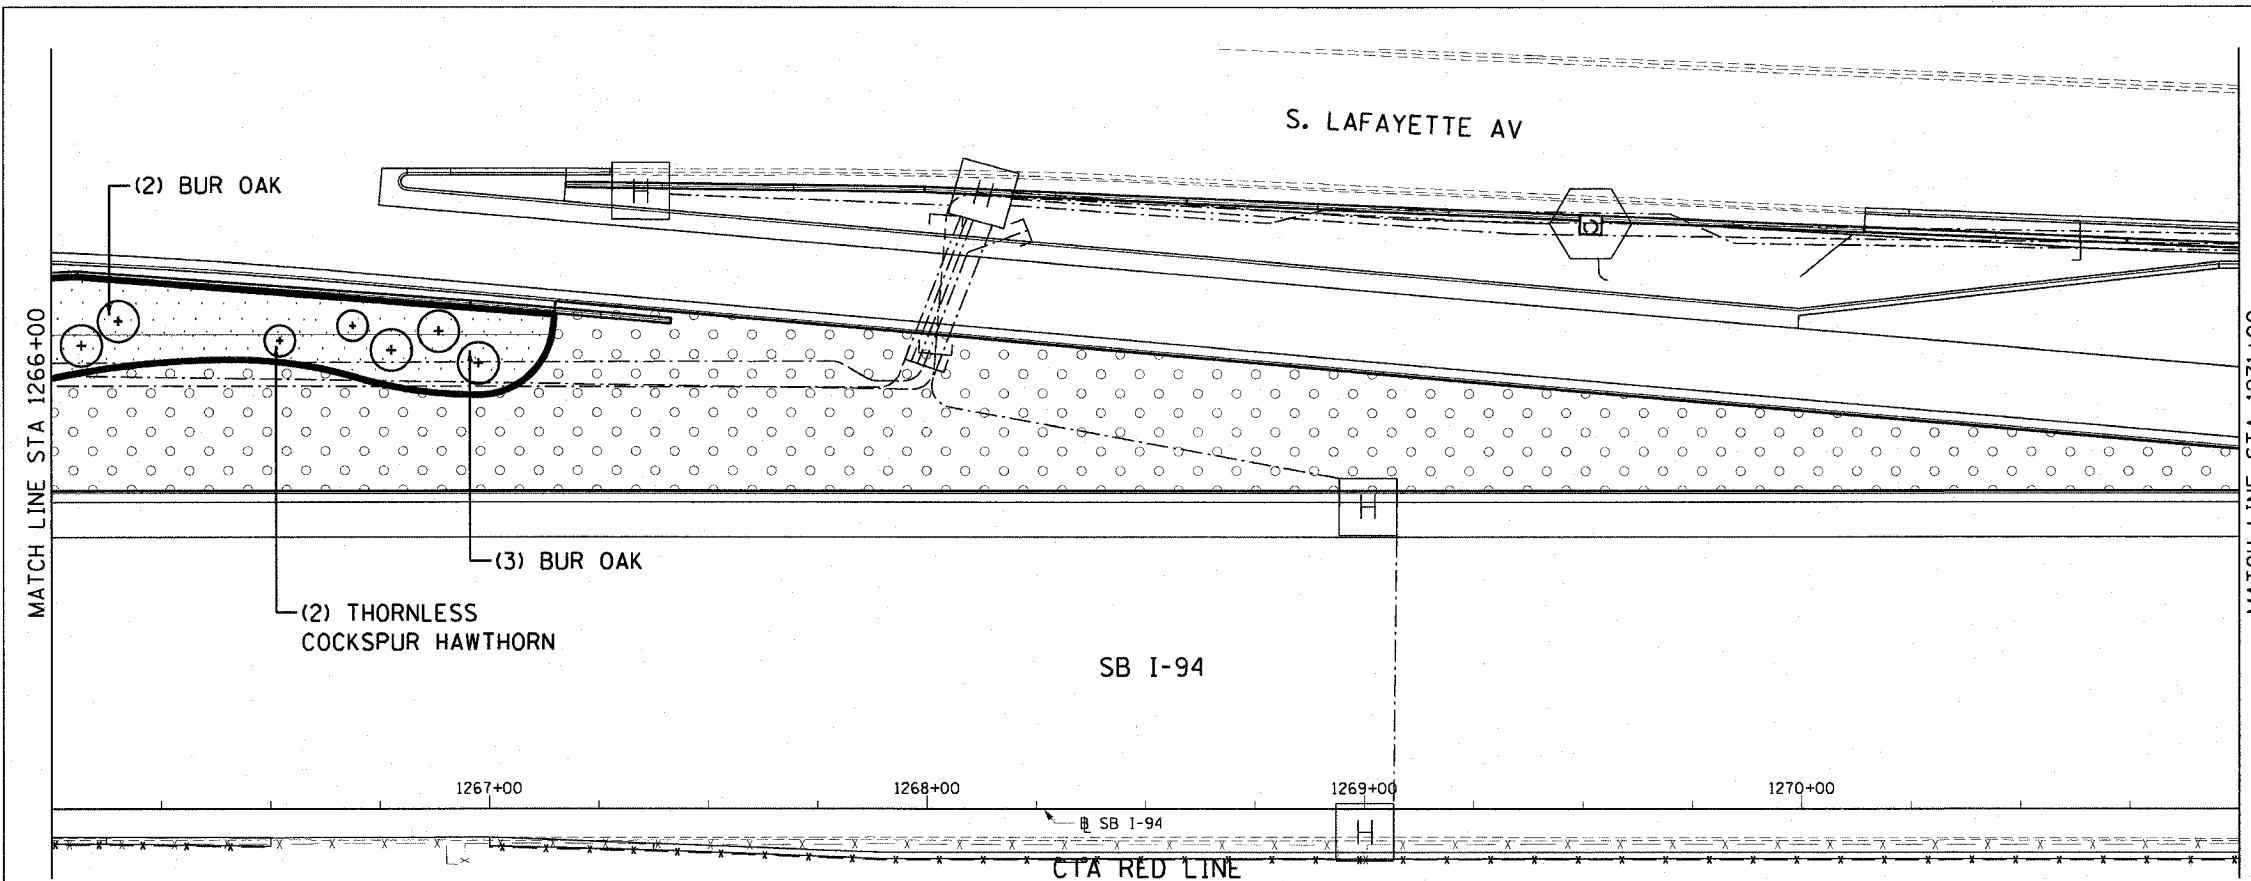 S. LAFAYETTE AV
(2) BUR OAK
H
H
MATCH LINE STA 1266+00
(3) BUR OAK
H
(2) THORNLESS
COCKSPUR HAWTHORN
SB I-94
1267+00
1268+00
1269+00
1270+00
SB I-94
H
CTA RED LINE